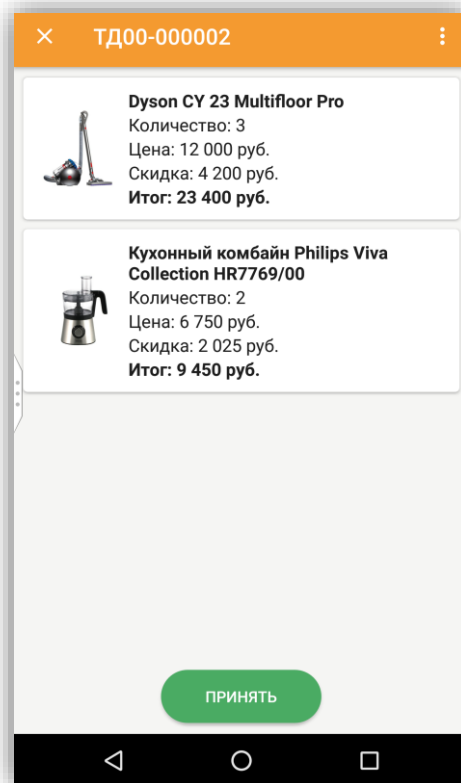 ТД00-000002
Dyson CY 23 Multifloor Pro
Количество: 3
Цена: 12 000 руб.
Скидка: 4 200 руб.
Итог: 23 400 руб.
Кухонный комбайн Philips Viva
Collection HR7769/00
Количество: 2
Цена: 6 750 руб.
Скидка: 2 025 руб.
Итог: 9 450 руб.
ПРИНЯТЬ